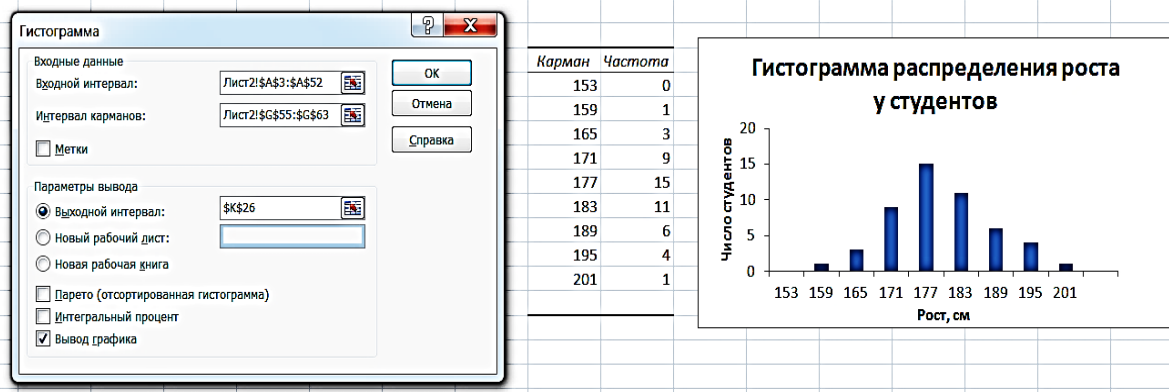 Гистограмма
Входные данные
Входной интервал: Лист2!$A$3:$A$52
Интервал карманов: Лист2!$G$55:$G$63
Метки
Параметры вывода
Выходной интервал: $K$26
Новый рабочий лист:
Новая рабочая книга
Парето (отсортированная гистограмма)
Интегральный процент
Вывод графика
?
X
OK
Отмена
Справка
Карман Частота
153 0
159 1
165 3
171 9
177 15
183 11
189 6
195 4
201 1
Гистограмма распределения роста
у студентов
Число студентов
20
15
10
5
0
153 159 165 171 177 183 189 195 201
Рост, см